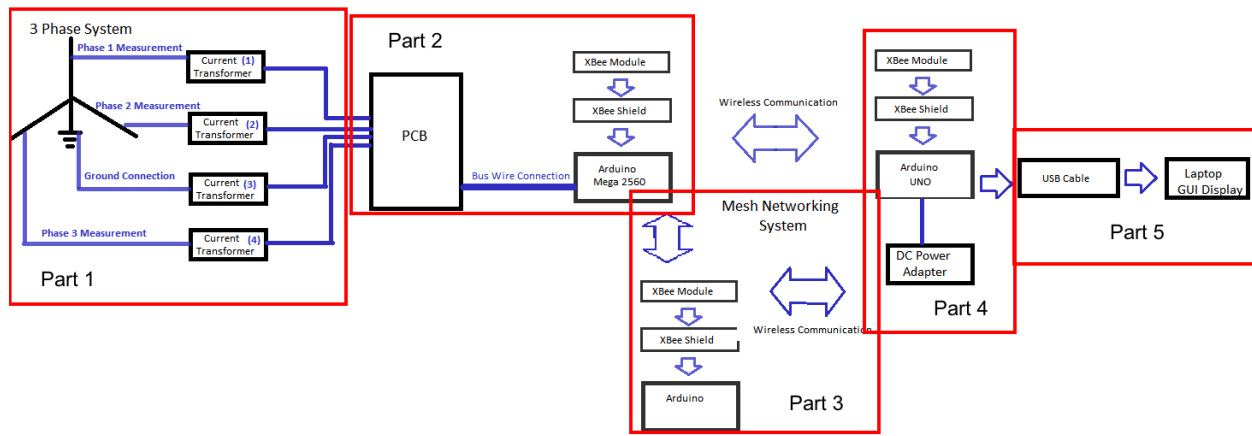 3 Phase System
Phase 1 Measurement
Current (1)
Transformer
Phase 2 Measurement
Current (2)
Transformer
Ground Connection
Current (3)
Transformer
Phase 3 Measurement
Current (4)
Transformer
Part 1
Part 2
PCB
XBee Module
XBee Shield
Arduino
Mega 2560
Bus Wire Connection
Wireless Communication
Mesh Networking
System
XBee Module
XBee Shield
Arduino
Wireless Communication
Part 3
XBee Module
XBee Shield
Arduino
UNO
DC Power
Adapter
Part 4
USB Cable
Laptop
GUI Display
Part 5